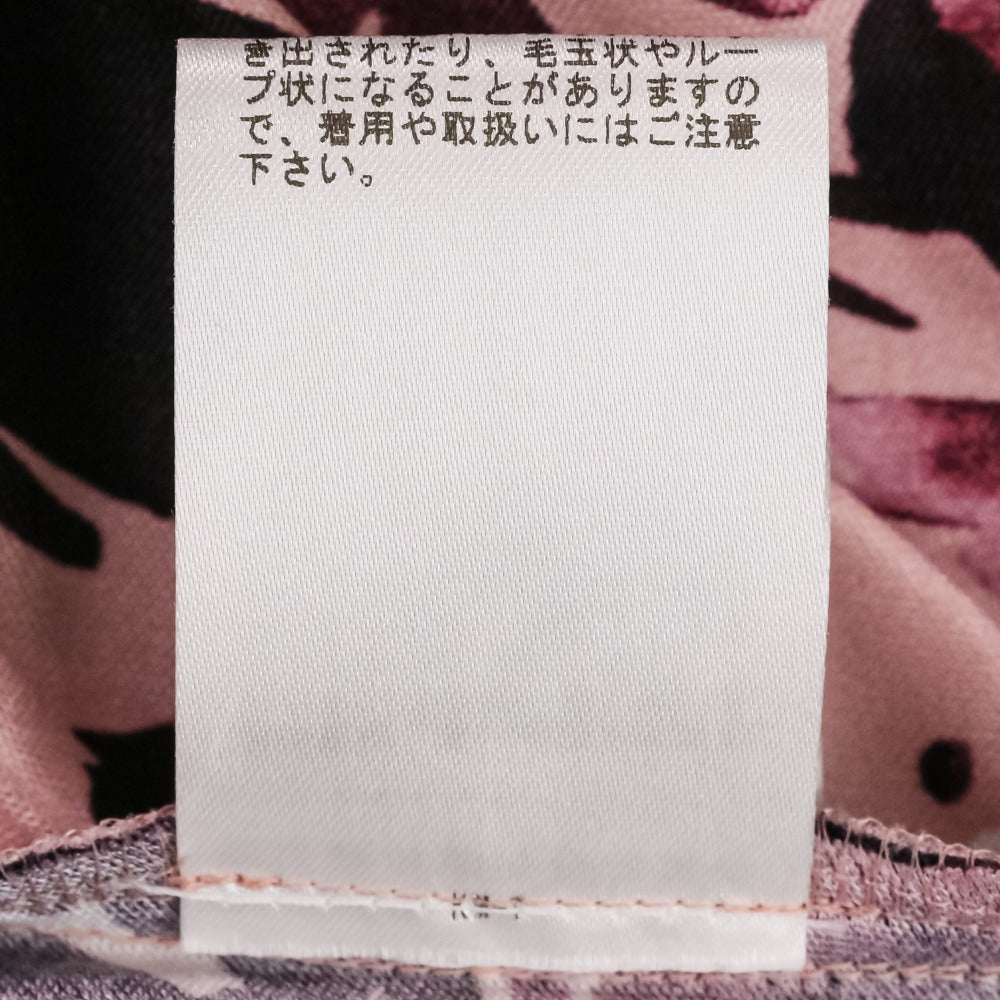 き出されたり、毛玉状やルー
プ状になることがありますの
で、着用や取扱いにはご注意
下さい。